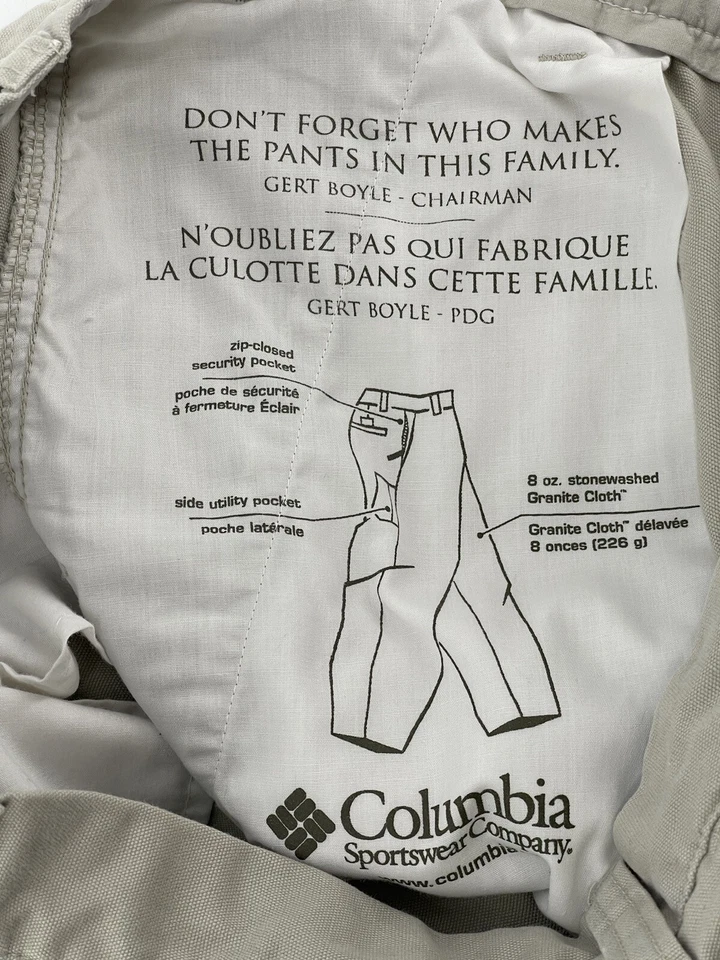 DON'T FORGET WHO MAKES
THE PANTS IN THIS FAMILY.
GERT BOYLE - CHAIRMAN
N'OUBLIEZ PAS QUI FABRIQUE
LA CULOTTE DANS CETTE FAMILLE.
GERT BOYLE - PDG
zip-closed
security pocket
poche de sécurité
à fermeture Éclair
side utility pocket
poche latérale
8 oz. stonewashed
Granite Cloth™
Granite Cloth™ délavée
8 onces (226 g)
Columbia
Sportswear Company.